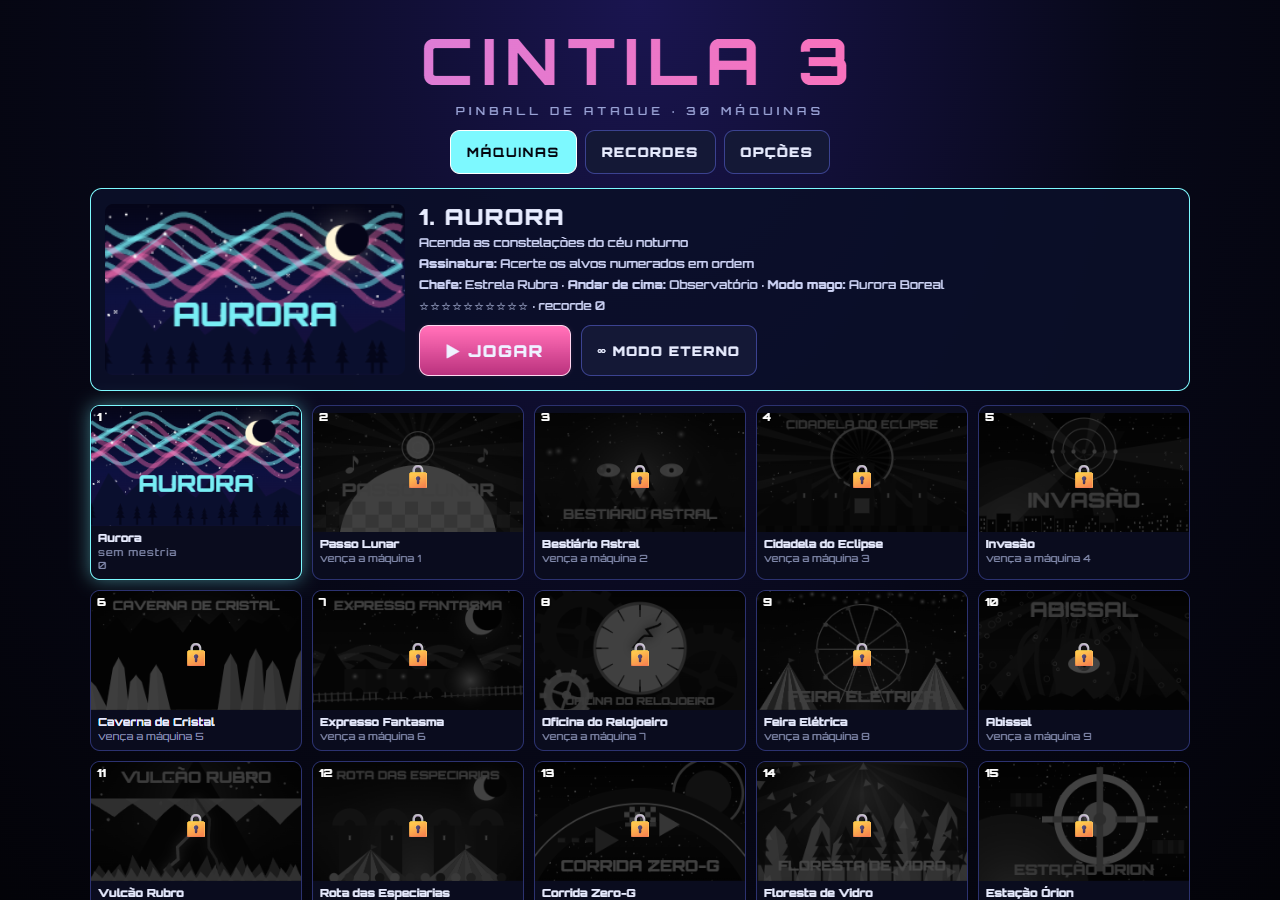 CINTILA 3
PINBALL DE ATAQUE · 30 MÁQUINAS
MÁQUINAS
RECORDES
OPÇÕES
AURORA
1. AURORA
Acenda as constelações do céu noturno
Assinatura: Acerte os alvos numerados em ordem
Chefe: Estrela Rubra · Andar de cima: Observatório · Modo mago: Aurora Boreal
☆☆☆☆☆☆☆☆☆☆ · recorde 0
▶ JOGAR
∞ MODO ETERNO
1
AURORA
Aurora
sem mestria
0
2
Passo Lunar
vença a máquina 1
3
BESTIÁRIO ASTRAL
Bestiário Astral
vença a máquina 2
4
CIDADELA DO ECLIPSE
Cidadela do Eclipse
vença a máquina 3
5
INVASÃO
Invasão
vença a máquina 4
6
CAVERNA DE CRISTAL
Caverna de Cristal
vença a máquina 5
7
EXPRESSO FANTASMA
Expresso Fantasma
vença a máquina 6
8
OFICINA DO RELOJOEIRO
Oficina do Relojoeiro
vença a máquina 7
9
FEIRA ELÉTRICA
Feira Elétrica
vença a máquina 8
10
ABISSAL
Abissal
vença a máquina 9
11
VULCÃO RUBRO
Vulcão Rubro
12
ROTA DAS ESPECIARIAS
Rota das Especiarias
13
CORRIDA ZERO-G
Corrida Zero-G
14
FLORESTA DE VIDRO
Floresta de Vidro
15
ESTAÇÃO ÓRION
Estação Órion